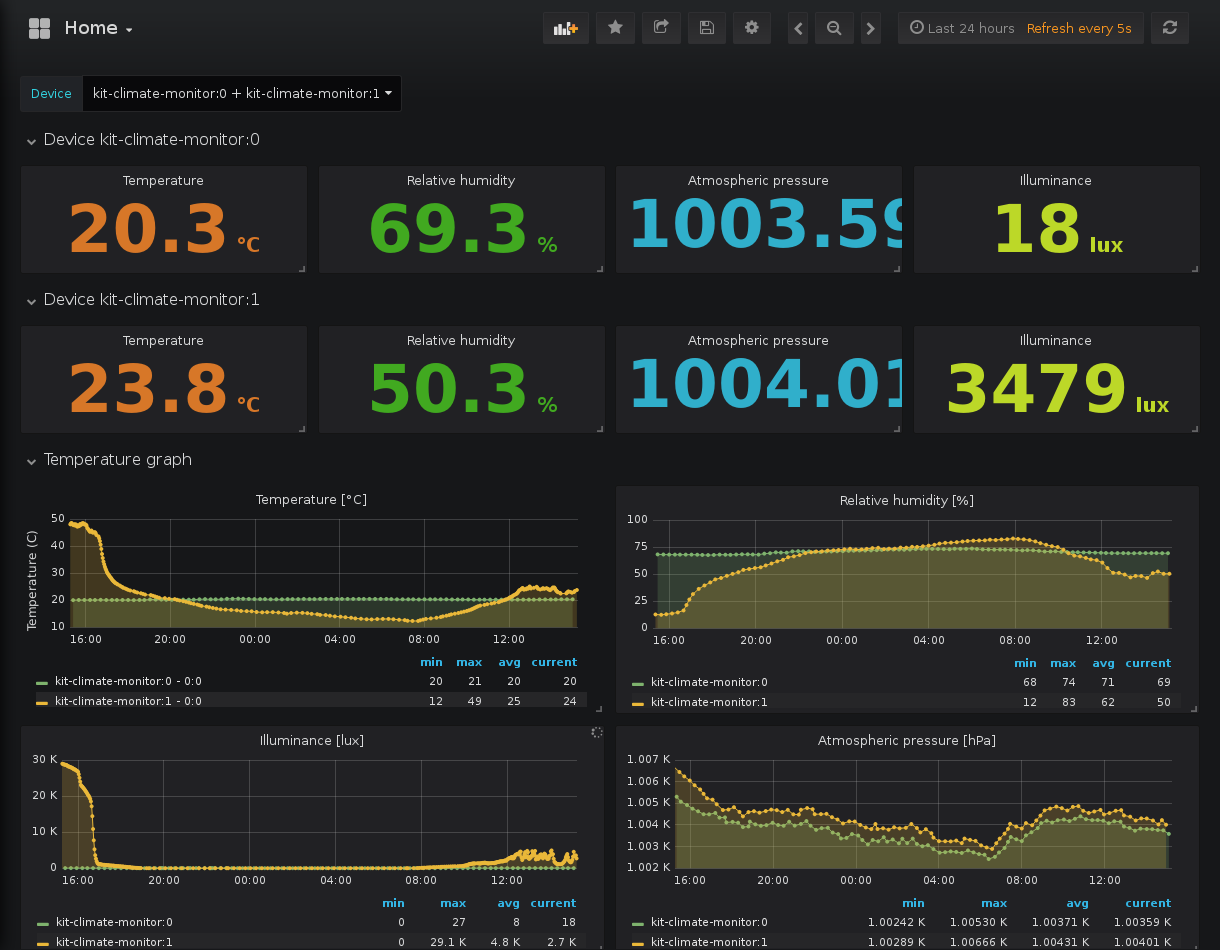 Home
Last 24 hours Refresh every 5s
Device kit-climate-monitor:0 + kit-climate-monitor:1
Device kit-climate-monitor:0
Temperature Relative humidity Atmospheric pressure Illuminance
20.3 °C 69.3 % 1003.59 18 lux
Device kit-climate-monitor:1
Temperature Relative humidity Atmospheric pressure Illuminance
23.8 °C 50.3 % 1004.01 3479 lux
Temperature graph
Temperature [°C]
Temperature (C)
50
40
30
20
10
16:00 20:00 00:00 04:00 08:00 12:00
min max avg current
kit-climate-monitor:0 - 0:0 20 21 20 20
kit-climate-monitor:1 - 0:0 12 49 25 24
Relative humidity [%]
100
75
50
25
0
16:00 20:00 00:00 04:00 08:00 12:00
min max avg current
kit-climate-monitor:0 68 74 71 69
kit-climate-monitor:1 12 83 62 50
Illuminance [lux]
30 K
20 K
10 K
0
16:00 20:00 00:00 04:00 08:00 12:00
min max avg current
kit-climate-monitor:0 0 27 8 18
kit-climate-monitor:1 0 29.1 K 4.8 K 2.7 K
Atmospheric pressure [hPa]
1.007 K
1.006 K
1.005 K
1.004 K
1.003 K
1.002 K
16:00 20:00 00:00 04:00 08:00 12:00
min max avg current
kit-climate-monitor:0 1.00242 K 1.00530 K 1.00371 K 1.00359 K
kit-climate-monitor:1 1.00289 K 1.00666 K 1.00431 K 1.00401 K